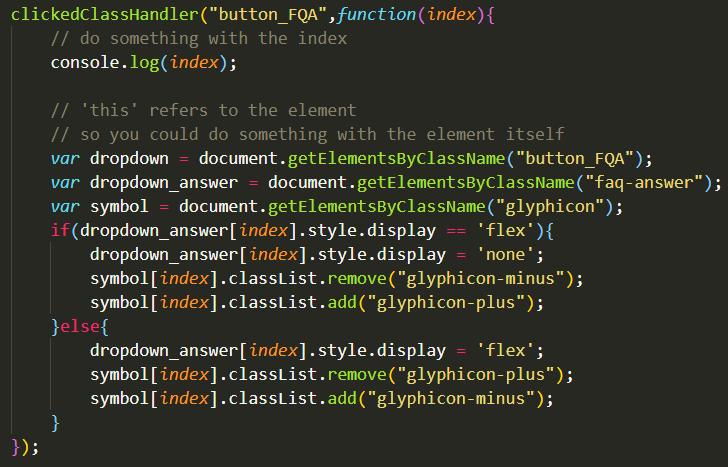 clickedClassHandler("button_FQA",function(index){
    // do something with the index
    console.log(index);

    // 'this' refers to the element
    // so you could do something with the element itself
    var dropdown = document.getElementsByClassName("button_FQA");
    var dropdown_answer = document.getElementsByClassName("faq-answer");
    var symbol = document.getElementsByClassName("glyphicon");
    if(dropdown_answer[index].style.display == 'flex'){
        dropdown_answer[index].style.display = 'none';
        symbol[index].classList.remove("glyphicon-minus");
        symbol[index].classList.add("glyphicon-plus");
    }else{
        dropdown_answer[index].style.display = 'flex';
        symbol[index].classList.remove("glyphicon-plus");
        symbol[index].classList.add("glyphicon-minus");
    }
});